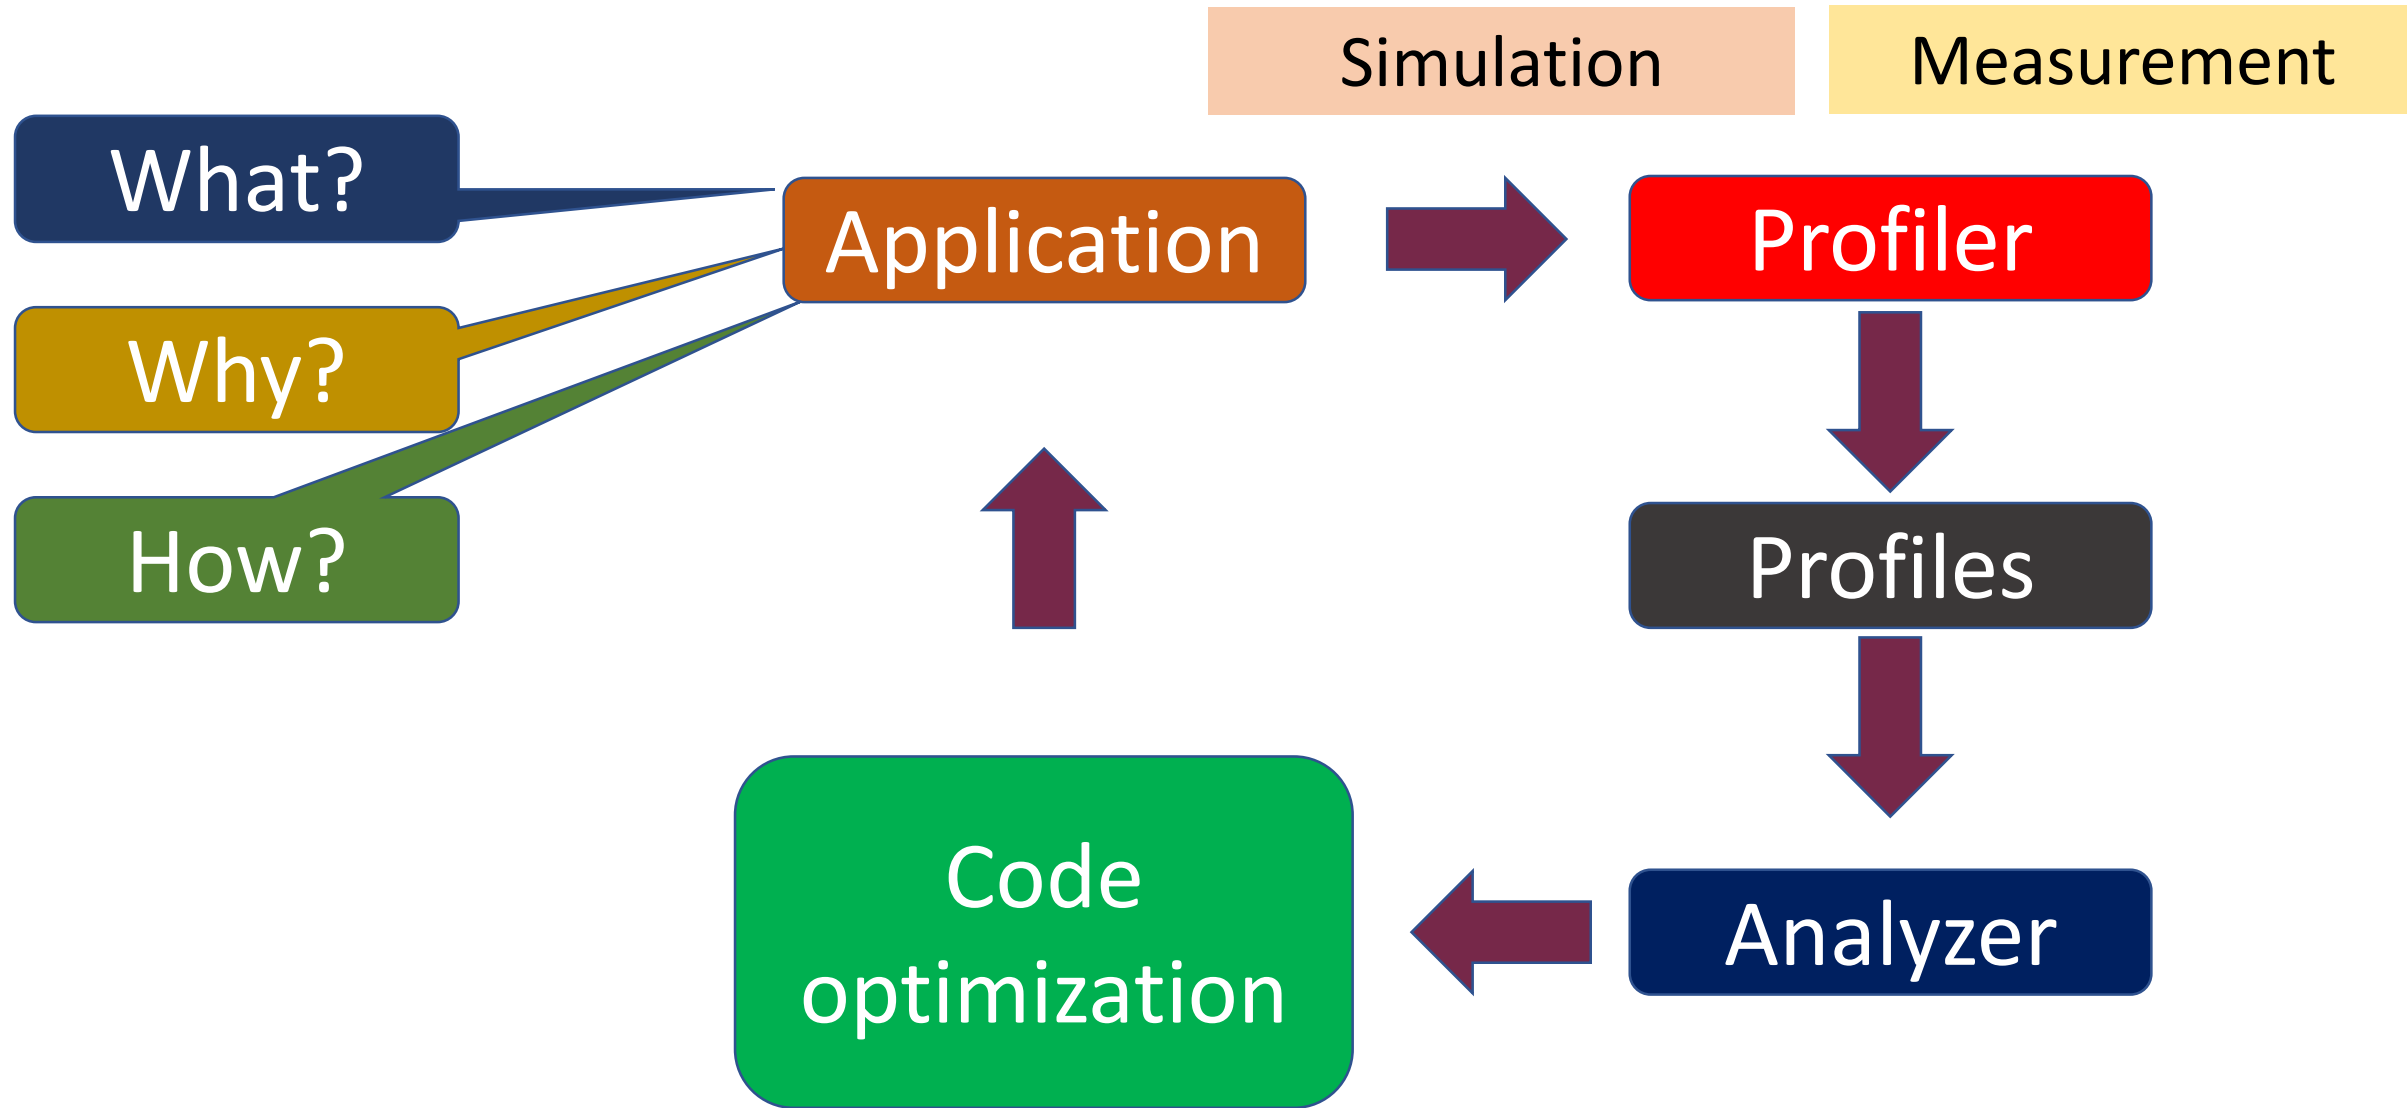 Simulation
Measurement
What?
Application
Profiler
Why?
How?
Profiles
Code
optimization
Analyzer